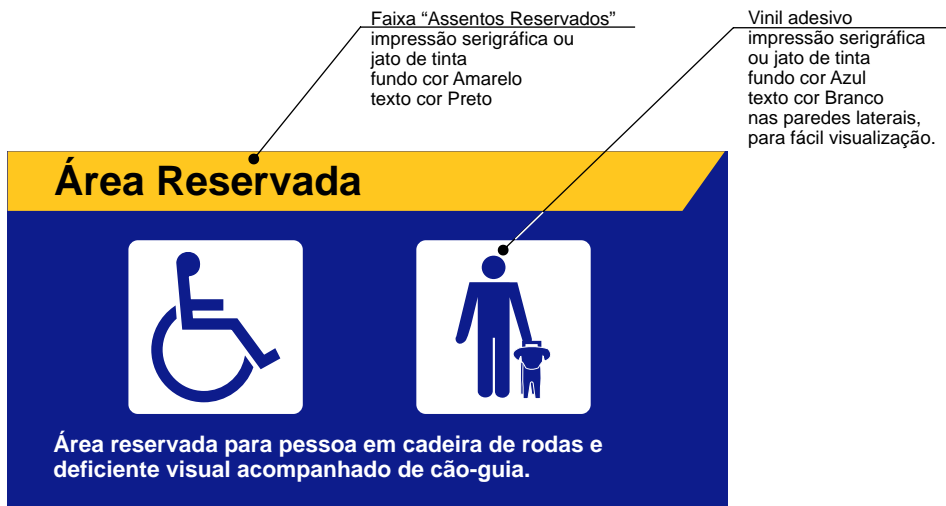 Faixa “Assentos Reservados”
impressão serigráfica ou
jato de tinta
fundo cor Amarelo
texto cor Preto
Vinil adesivo
impressão serigráfica
ou jato de tinta
fundo cor Azul
texto cor Branco
nas paredes laterais,
para fácil visualização.
Área Reservada
Área reservada para pessoa em cadeira de rodas e
deficiente visual acompanhado de cão-guia.